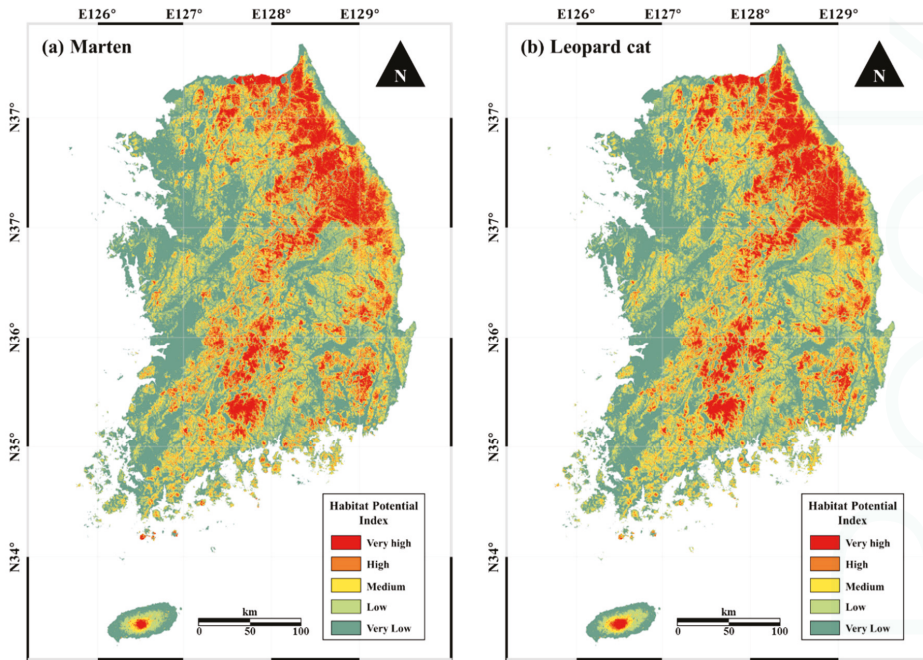 E126° E127° E128° E129°
E126° E127° E128° E129°
(a) Marten
N
N37°
N37°
N36°
N35°
N34°
Habitat Potential
Index
Very high
High
Medium
Low
Very Low
km
0 50 100
(b) Leopard cat
N
N37°
N37°
N36°
N35°
N34°
Habitat Potential
Index
Very high
High
Medium
Low
Very Low
km
0 50 100